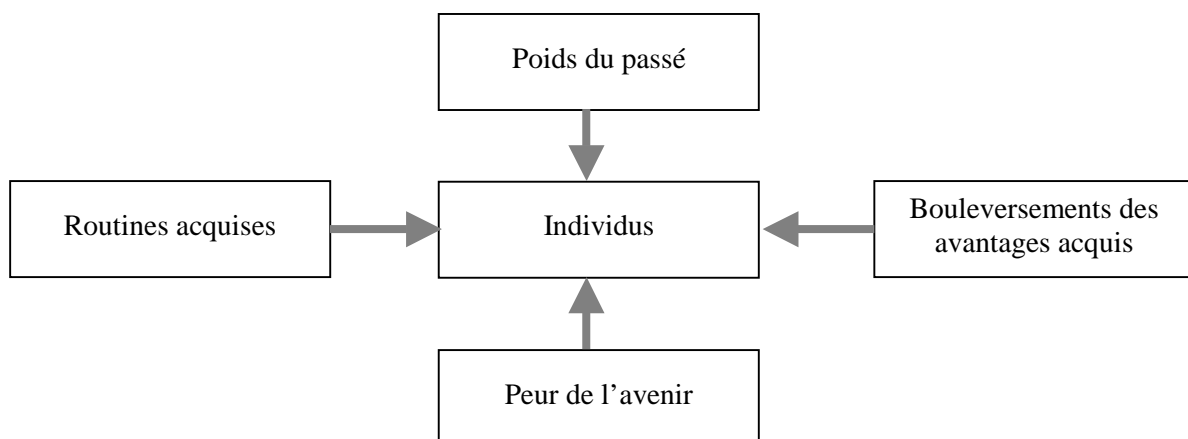 Poids du passé
Routines acquises
Individus
Bouleversements des
avantages acquis
Peur de l’avenir